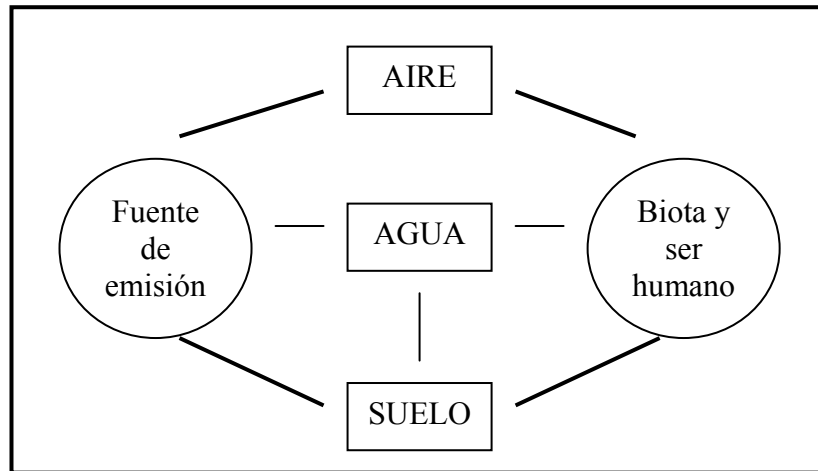 AIRE
Fuente
de
emisión
AGUA
Biota y
ser
humano
SUELO